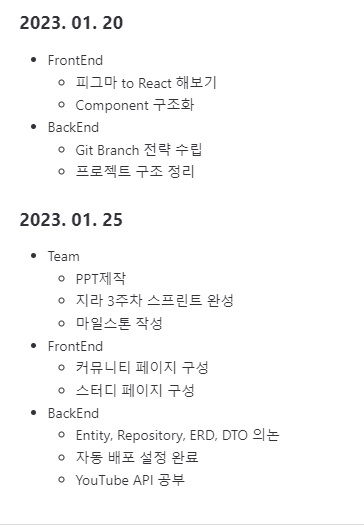 2023. 01. 20
FrontEnd
피그마 to React 해보기
Component 구조화
BackEnd
Git Branch 전략 수립
프로젝트 구조 정리
2023. 01. 25
Team
PPT제작
지라 3주차 스프린트 완성
마일스톤 작성
FrontEnd
커뮤니티 페이지 구성
스터디 페이지 구성
BackEnd
Entity, Repository, ERD, DTO 의논
자동 배포 설정 완료
YouTube API 공부